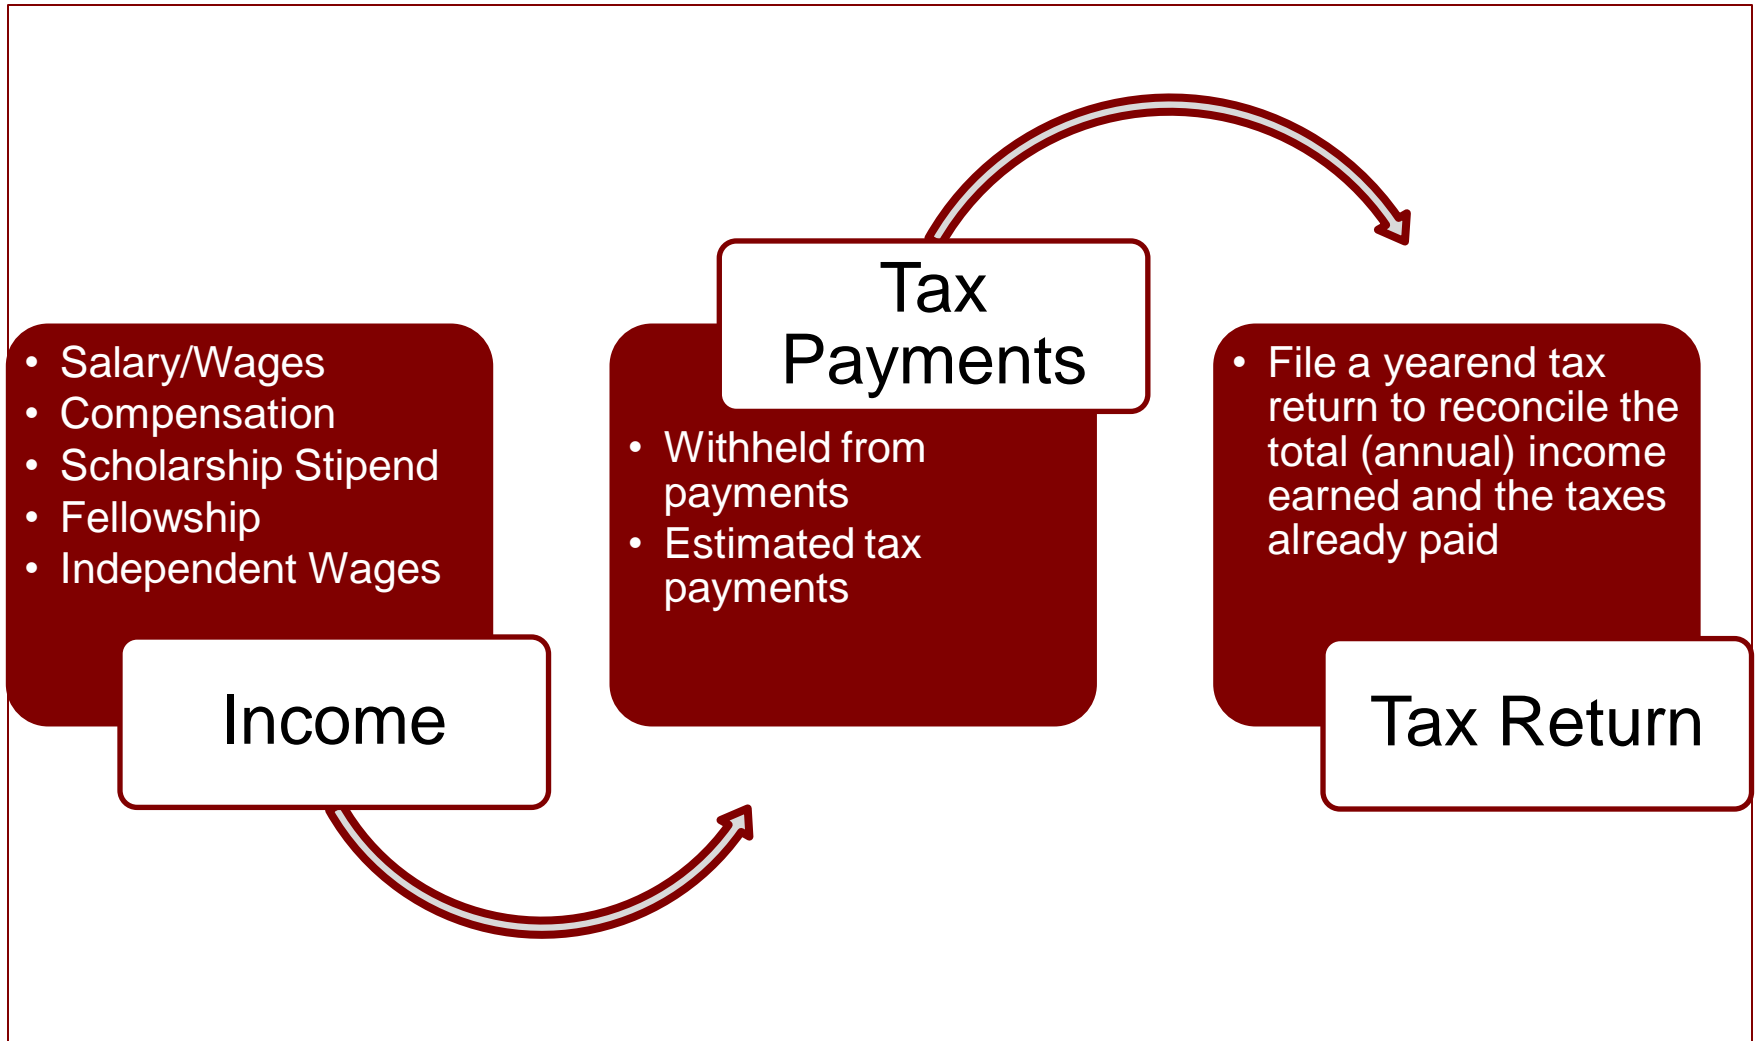 • Salary/Wages
• Compensation
• Scholarship Stipend
• Fellowship
• Independent Wages
Income
Tax
Payments
• Withheld from
payments
• Estimated tax
payments
• File a yearend tax
return to reconcile the
total (annual) income
earned and the taxes
already paid
Tax Return